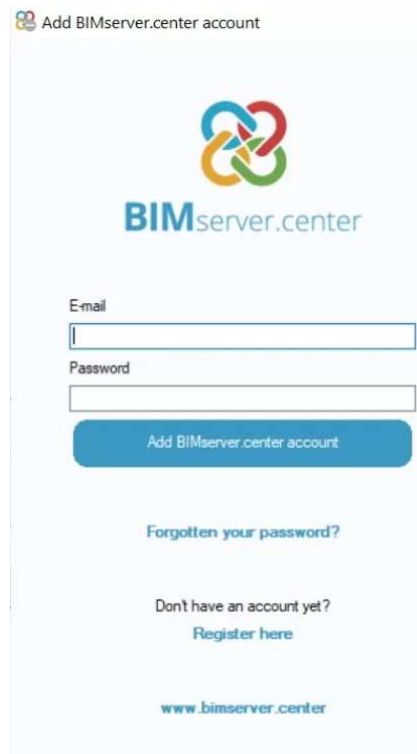 Add BIMserver.center account
BIMserver.center
E-mail
Password
Add BIMserver.center account
Forgotten your password?
Don't have an account yet?
Register here
www.bimserver.center